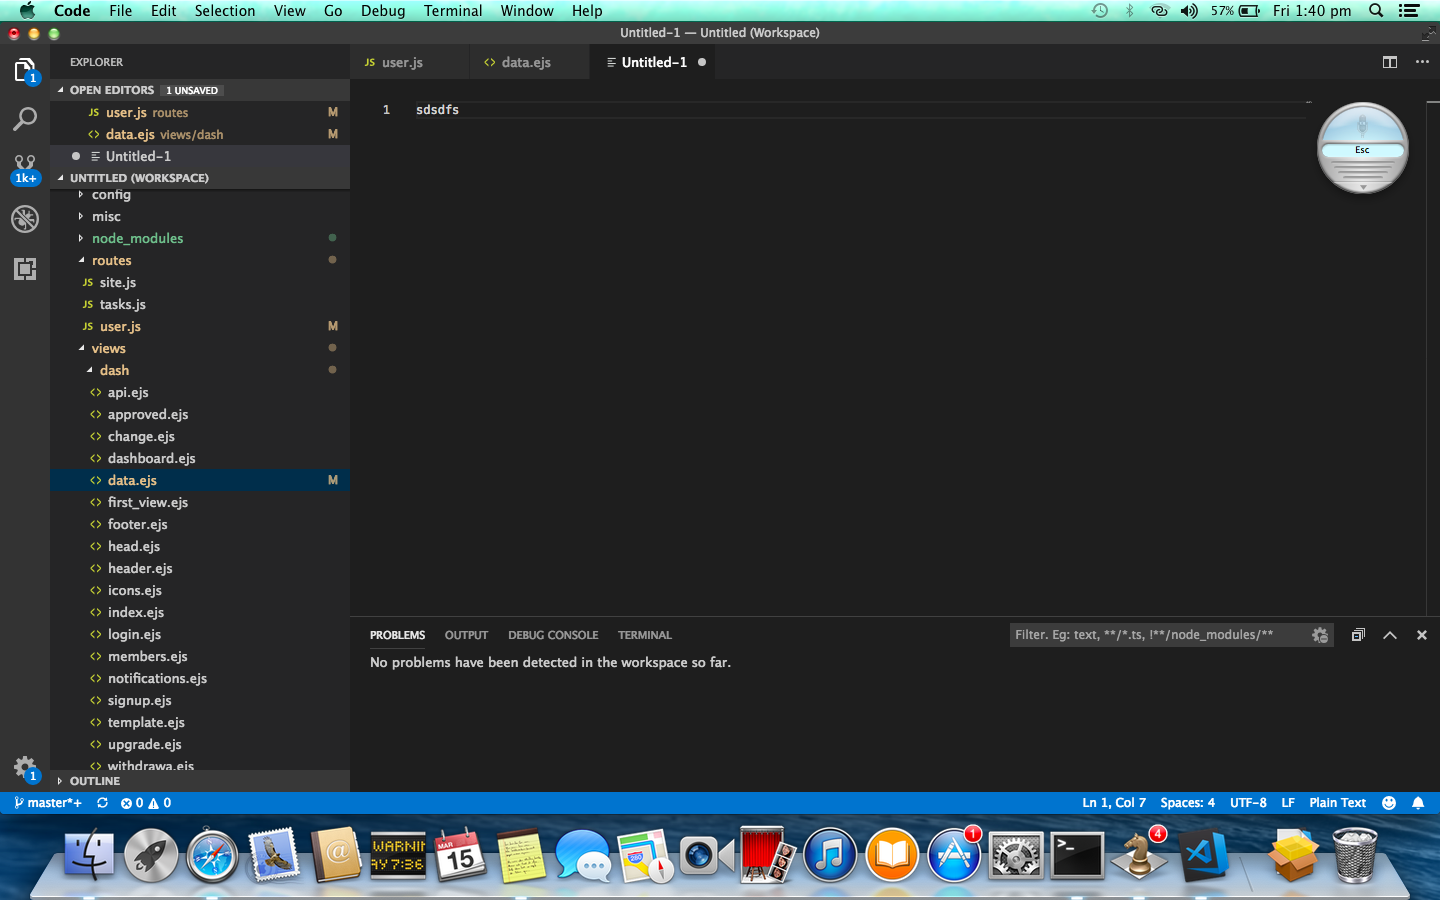 Code File Edit Selection View Go Debug Terminal Window Help 57% Fri 1:40 pm
Untitled-1 — Untitled (Workspace)
EXPLORER
JS user.js
<> data.ejs
Untitled-1
1
OPEN EDITORS 1 UNSAVED
JS user.js routes M
<> data.ejs views/dash M
Untitled-1
1k+
UNTITLED (WORKSPACE)
config
misc
node_modules
routes
JS site.js
JS tasks.js
JS user.js M
views
dash
<> api.ejs
<> approved.ejs
<> change.ejs
<> dashboard.ejs
<> data.ejs M
<> first_view.ejs
<> footer.ejs
<> head.ejs
<> header.ejs
<> icons.ejs
<> index.ejs
<> login.ejs
<> members.ejs
<> notifications.ejs
<> signup.ejs
<> template.ejs
<> upgrade.ejs
<> withdrawa.ejs
OUTLINE
1
1 sdsdfs
Esc
PROBLEMS OUTPUT DEBUG CONSOLE TERMINAL
Filter. Eg: text, **/*.ts, !**/node_modules/**
No problems have been detected in the workspace so far.
master*+ 0 0 Ln 1, Col 7 Spaces: 4 UTF-8 LF Plain Text
WARNIN
AY 7:36
MAR
15
280
1
>_
4